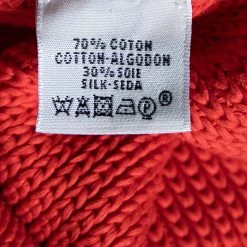 70% COTON
COTTON-ALGODON
30% SOIE
SILK-SEDA
®